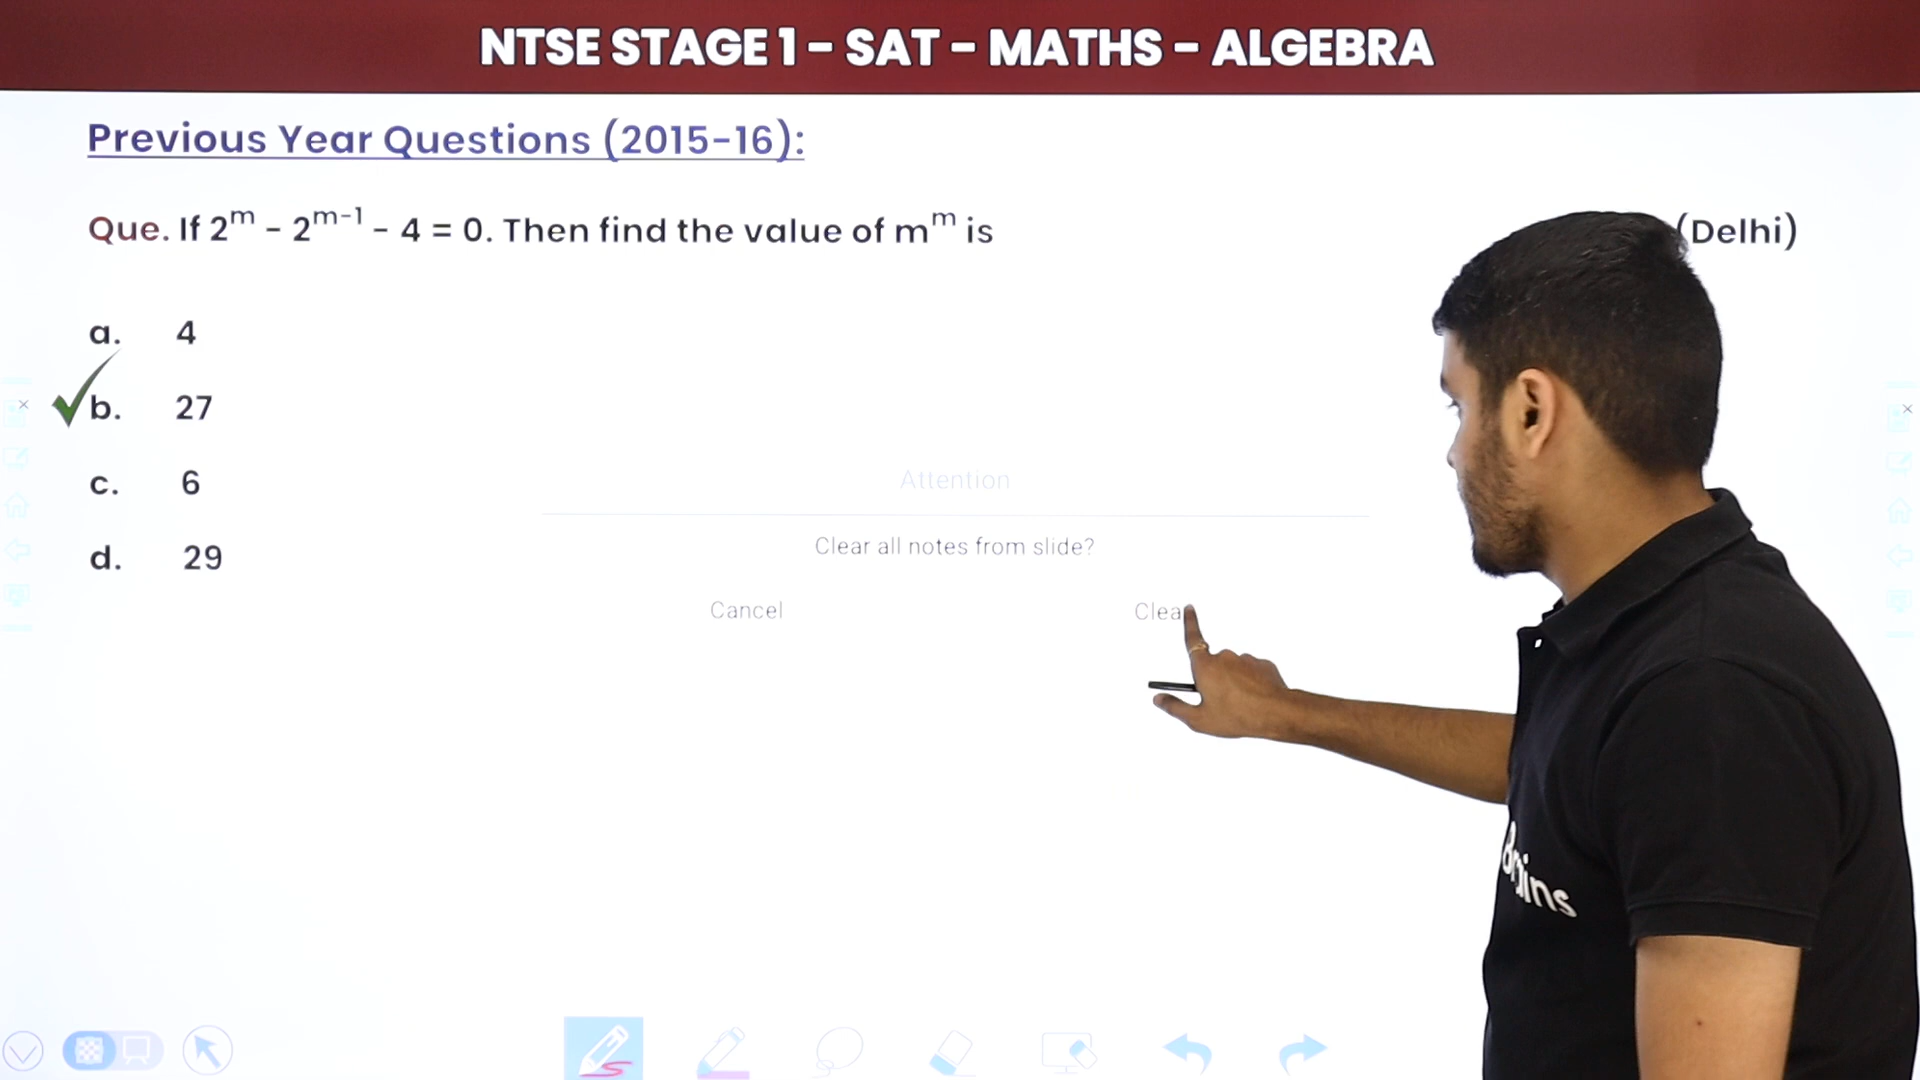 NTSE STAGE 1 - SAT - MATHS - ALGEBRA
Previous Year Questions (2015-16):
Que. If 2^m - 2^(m-1) - 4 = 0. Then find the value of m^m is (Delhi)
a. 4
b. 27
c. 6
d. 29
Attention
Clear all notes from slide?
Cancel